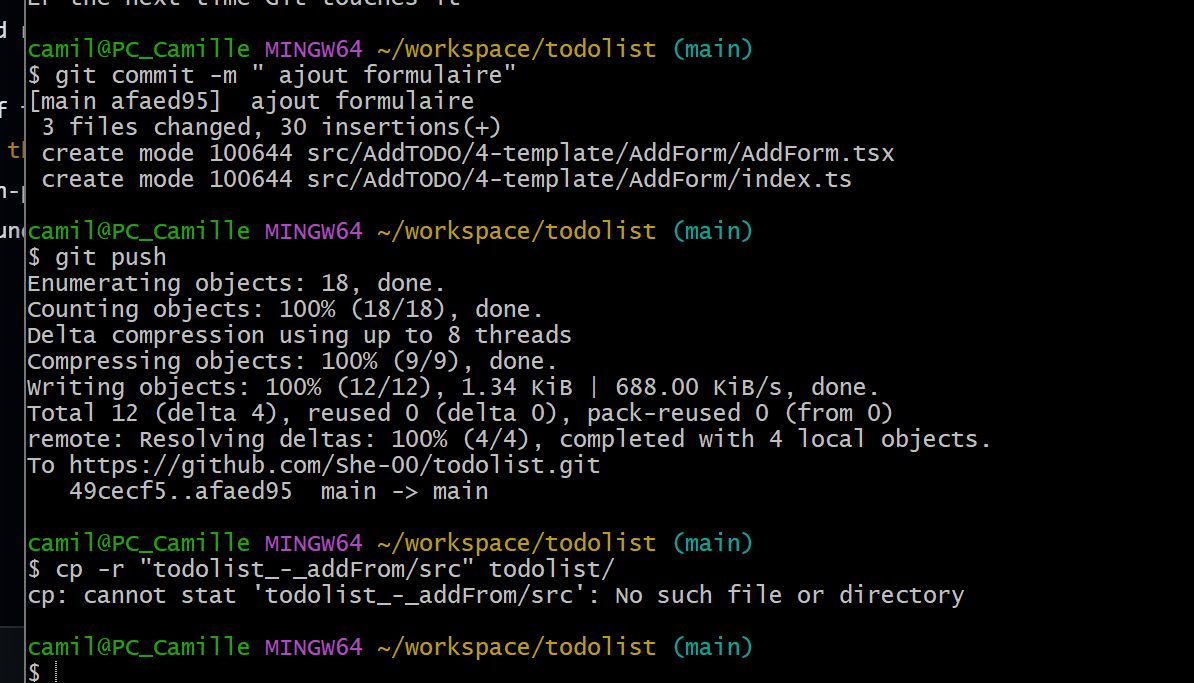 camil@PC_Camille MINGW64 ~/workspace/todolist (main)
$ git commit -m " ajout formulaire"
[main afaed95]  ajout formulaire
 3 files changed, 30 insertions(+)
 create mode 100644 src/AddTODO/4-template/AddForm/AddForm.tsx
 create mode 100644 src/AddTODO/4-template/AddForm/index.ts
camil@PC_Camille MINGW64 ~/workspace/todolist (main)
$ git push
Enumerating objects: 18, done.
Counting objects: 100% (18/18), done.
Delta compression using up to 8 threads
Compressing objects: 100% (9/9), done.
Writing objects: 100% (12/12), 1.34 KiB | 688.00 KiB/s, done.
Total 12 (delta 4), reused 0 (delta 0), pack-reused 0 (from 0)
remote: Resolving deltas: 100% (4/4), completed with 4 local objects.
To https://github.com/She-00/todolist.git
   49cecf5..afaed95  main -> main
camil@PC_Camille MINGW64 ~/workspace/todolist (main)
$ cp -r "todolist_-_addFrom/src" todolist/
cp: cannot stat 'todolist_-_addFrom/src': No such file or directory
camil@PC_Camille MINGW64 ~/workspace/todolist (main)
$